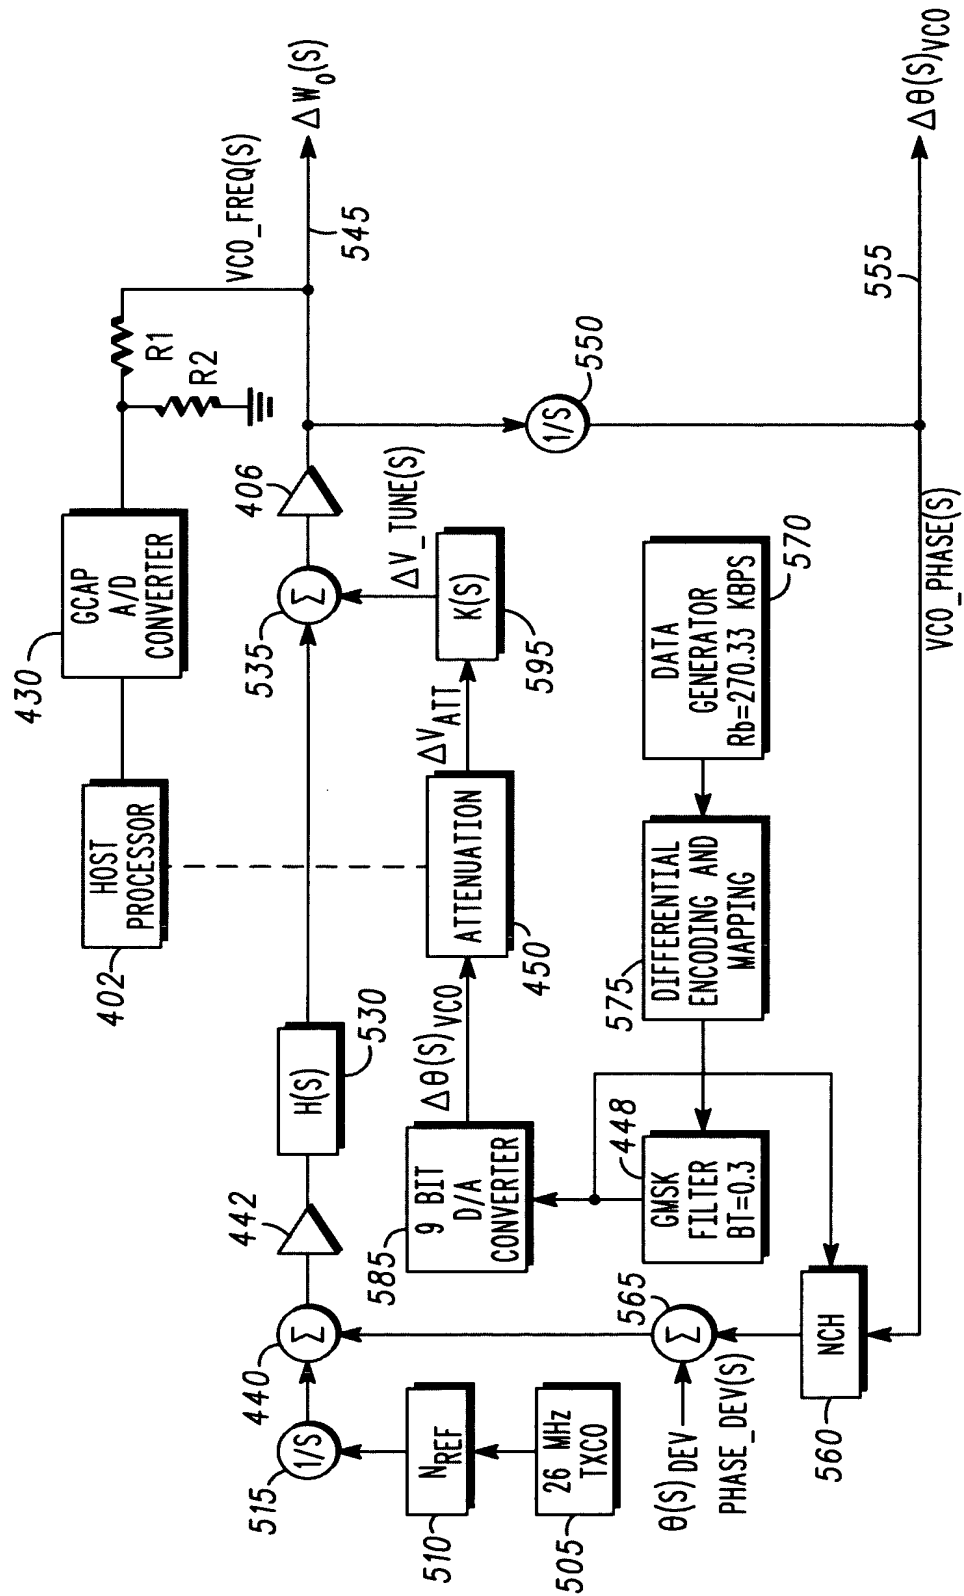 430
GCAP
A/D
CONVERTER
R1
R2
VCO_FREQ(S)
ΔW₀(S)
545
402
HOST
PROCESSOR
406
535
Σ
ΔV_TUNE(S)
K(S)
595
1/S
550
515
1/S
440
Σ
442
H(S)
530
ΔV_ATT
ATTENUATION
450
Δθ(S)VCO
585
9 BIT
D/A
CONVERTER
510
N_REF
505
26 MHz
TXCO
565
Σ
θ(S)DEV
PHASE_DEV(S)
GMSK
FILTER
BT=0.3
448
575
DIFFERENTIAL
ENCODING AND
MAPPING
DATA
GENERATOR
Rb=270.33 KBPS
570
560
NCH
VCO_PHASE(S)
555
Δθ(S)VCO